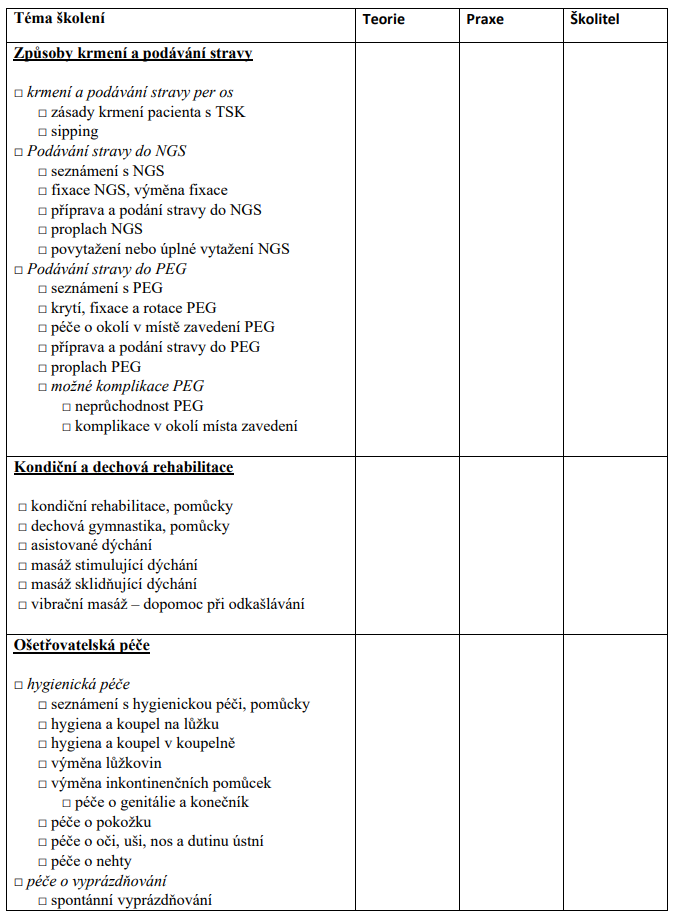 Téma školení Teorie Praxe Školitel
Způsoby krmení a podávání stravy
□ krmení a podávání stravy per os
□ zásady krmení pacienta s TSK
□ sipping
□ Podávání stravy do NGS
□ seznámení s NGS
□ fixace NGS, výměna fixace
□ příprava a podání stravy do NGS
□ proplach NGS
□ povytažení nebo úplné vytažení NGS
□ Podávání stravy do PEG
□ seznámení s PEG
□ krytí, fixace a rotace PEG
□ péče o okolí v místě zavedení PEG
□ příprava a podání stravy do PEG
□ proplach PEG
□ možné komplikace PEG
□ neprůchodnost PEG
□ komplikace v okolí místa zavedení
Kondiční a dechová rehabilitace
□ kondiční rehabilitace, pomůcky
□ dechová gymnastika, pomůcky
□ asistované dýchání
□ masáž stimulující dýchání
□ masáž sklidňující dýchání
□ vibrační masáž – dopomoc při odkašlávání
Ošetřovatelská péče
□ hygienická péče
□ seznámení s hygienickou péči, pomůcky
□ hygiena a koupel na lůžku
□ hygiena a koupel v koupelně
□ výměna lůžkovin
□ výměna inkontinenčních pomůcek
□ péče o genitálie a konečník
□ péče o pokožku
□ péče o oči, uši, nos a dutinu ústní
□ péče o nehty
□ péče o vyprázdňování
□ spontánní vyprázdňování